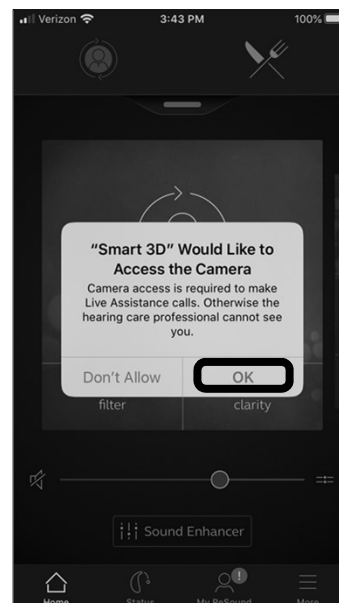 Verizon 3:43 PM 100%
"Smart 3D" Would Like to
Access the Camera
Camera access is required to make
Live Assistance calls. Otherwise the
hearing care professional cannot see
you.
Don't Allow OK
filter clarity
Sound Enhancer
Home Status My ReSound More